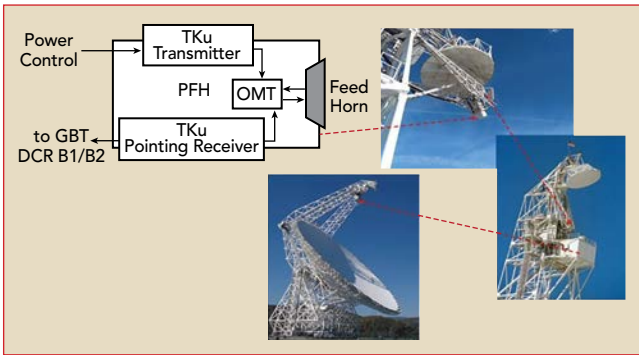 Power
Control
TKu
Transmitter
PFH
OMT
Feed
Horn
to GBT
DCR B1/B2
TKu
Pointing Receiver